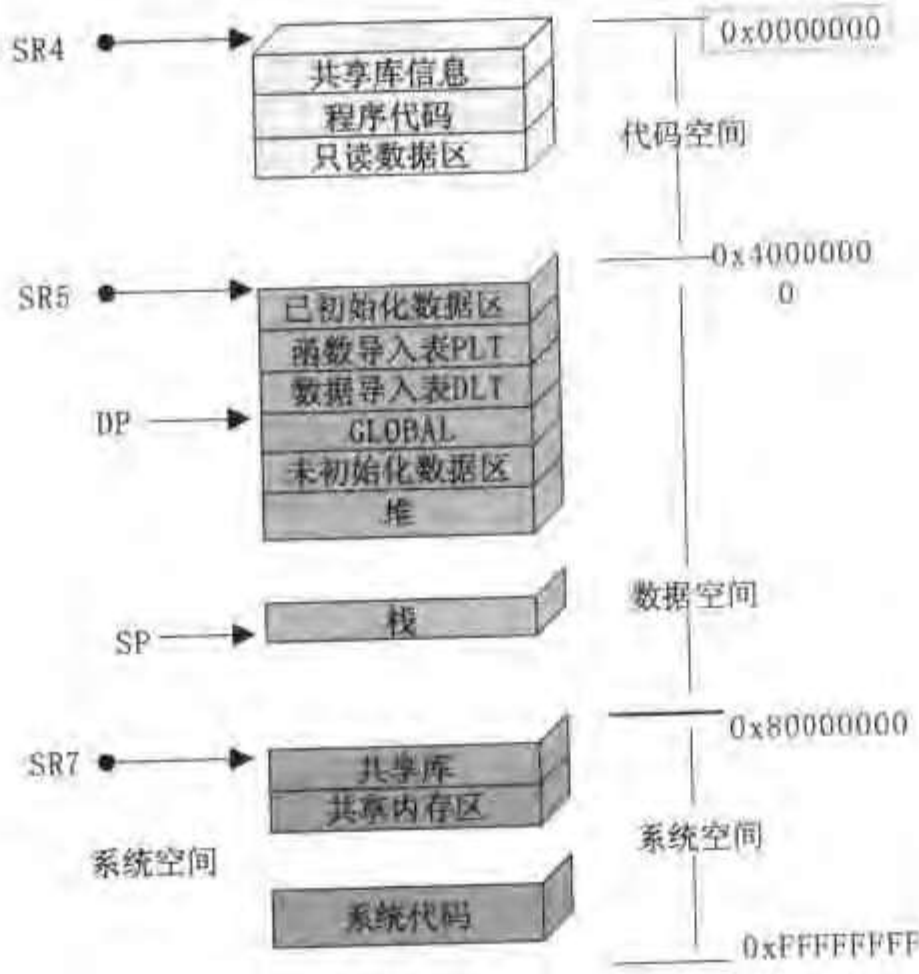 SR4
0x0000000
共享库信息
程序代码
只读数据区
代码空间
0x4000000
0
SR5
已初始化数据区
函数导入表PLT
数据导入表DLT
DP
GLOBAL
未初始化数据区
堆
数据空间
栈
SP
0x80000000
SR7
共享库
共享内存区
系统空间
系统空间
系统代码
0xFFFFFFFF